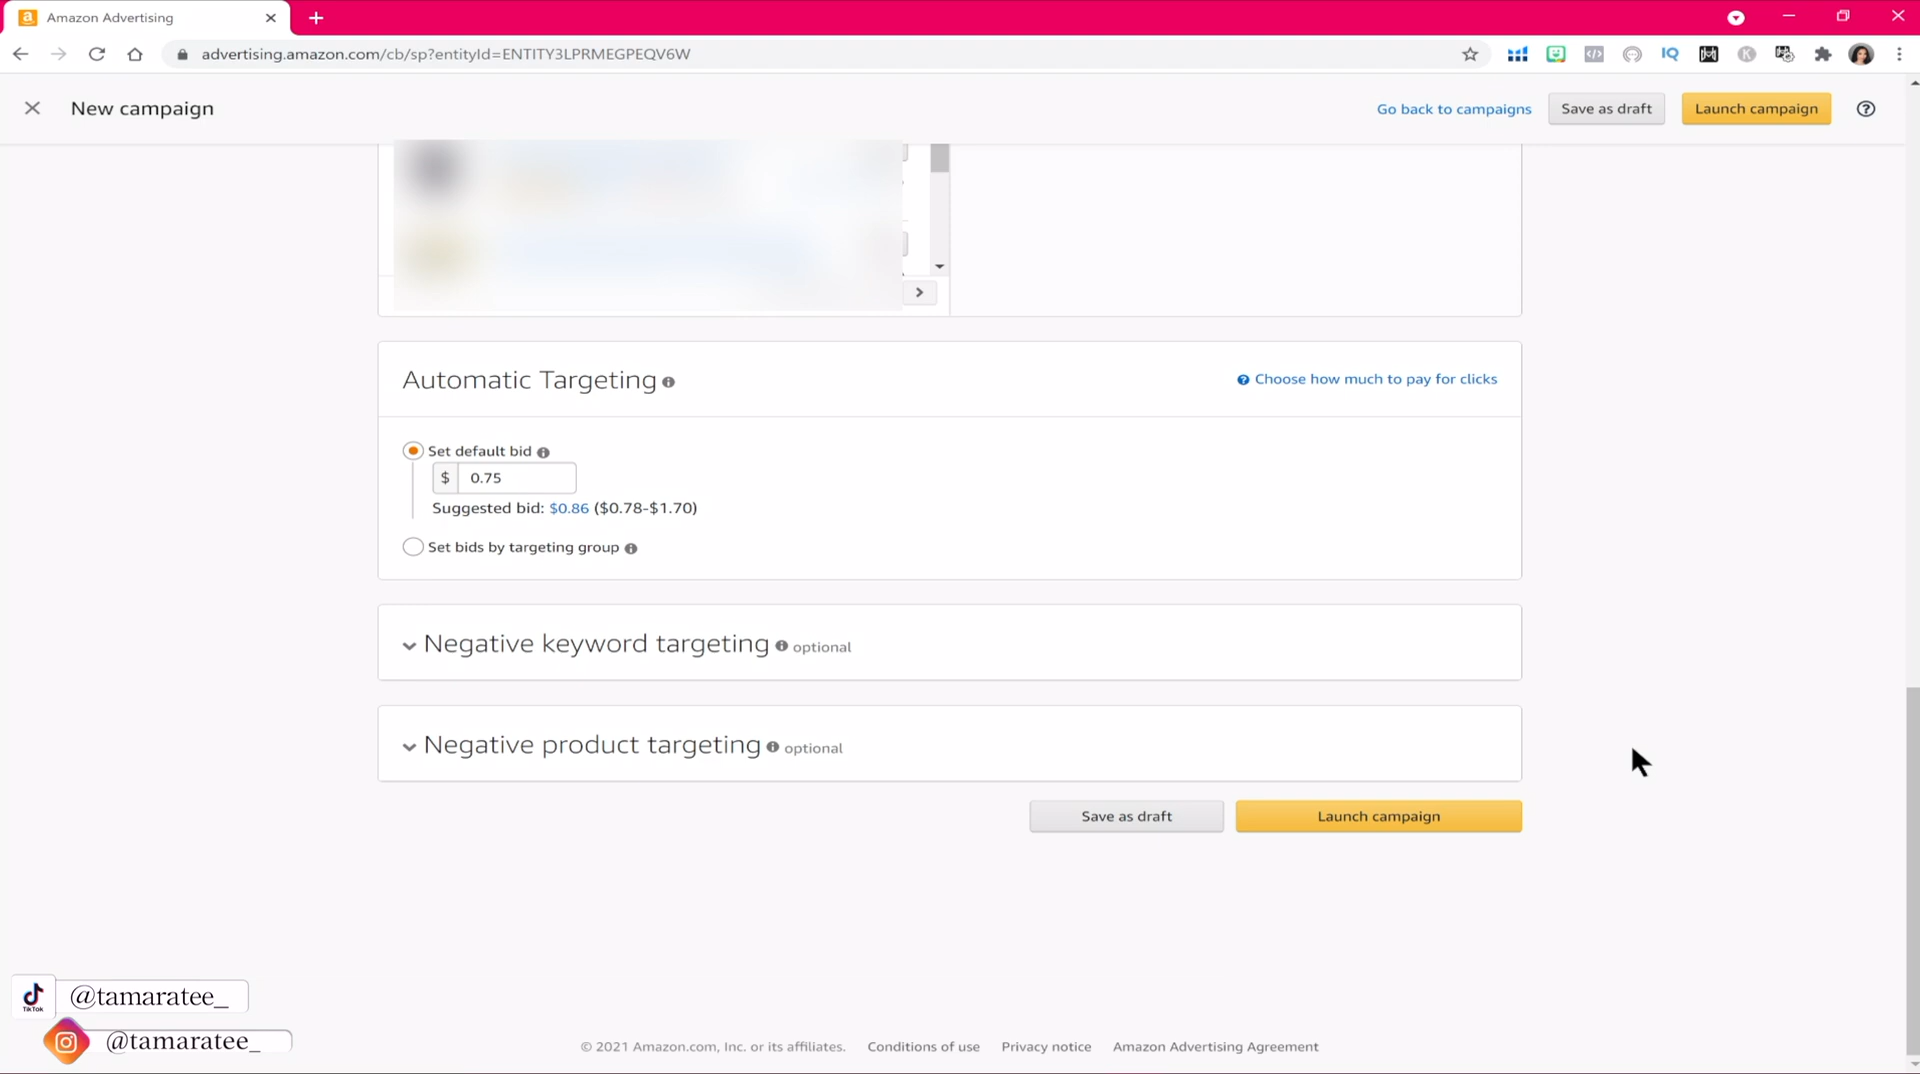 Amazon Advertising
advertising.amazon.com/cb/sp?entityId=ENTITY3LPRMEGPEQV6W
IQ
K
New campaign
Go back to campaigns
Save as draft
Launch campaign
Automatic Targeting
Choose how much to pay for clicks
Set default bid
$ 0.75
Suggested bid: $0.86 ($0.78-$1.70)
Set bids by targeting group
Negative keyword targeting optional
Negative product targeting optional
Save as draft
Launch campaign
TikTok
@tamaratee_
@tamaratee_
© 2021 Amazon.com, Inc. or its affiliates. Conditions of use Privacy notice Amazon Advertising Agreement